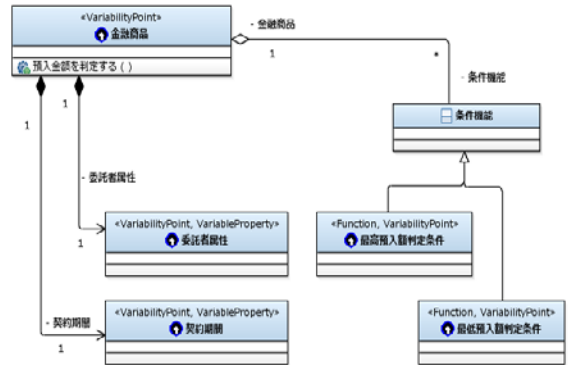 «VariabilityPoint»
金融商品
預入金額を判定する ( )
- 金融商品
1
*
- 条件機能
条件機能
1
1
- 委託者属性
1
«VariabilityPoint, VariableProperty»
委託者属性
«Function, VariabilityPoint»
最高預入額判定条件
- 契約期間
1
«VariabilityPoint, VariableProperty»
契約期間
«Function, VariabilityPoint»
最低預入額判定条件